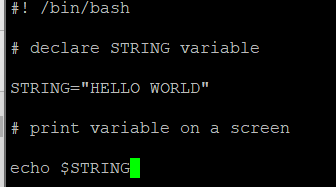 #! /bin/bash
# declare STRING variable
STRING="HELLO WORLD"
# print variable on a screen
echo $STRING